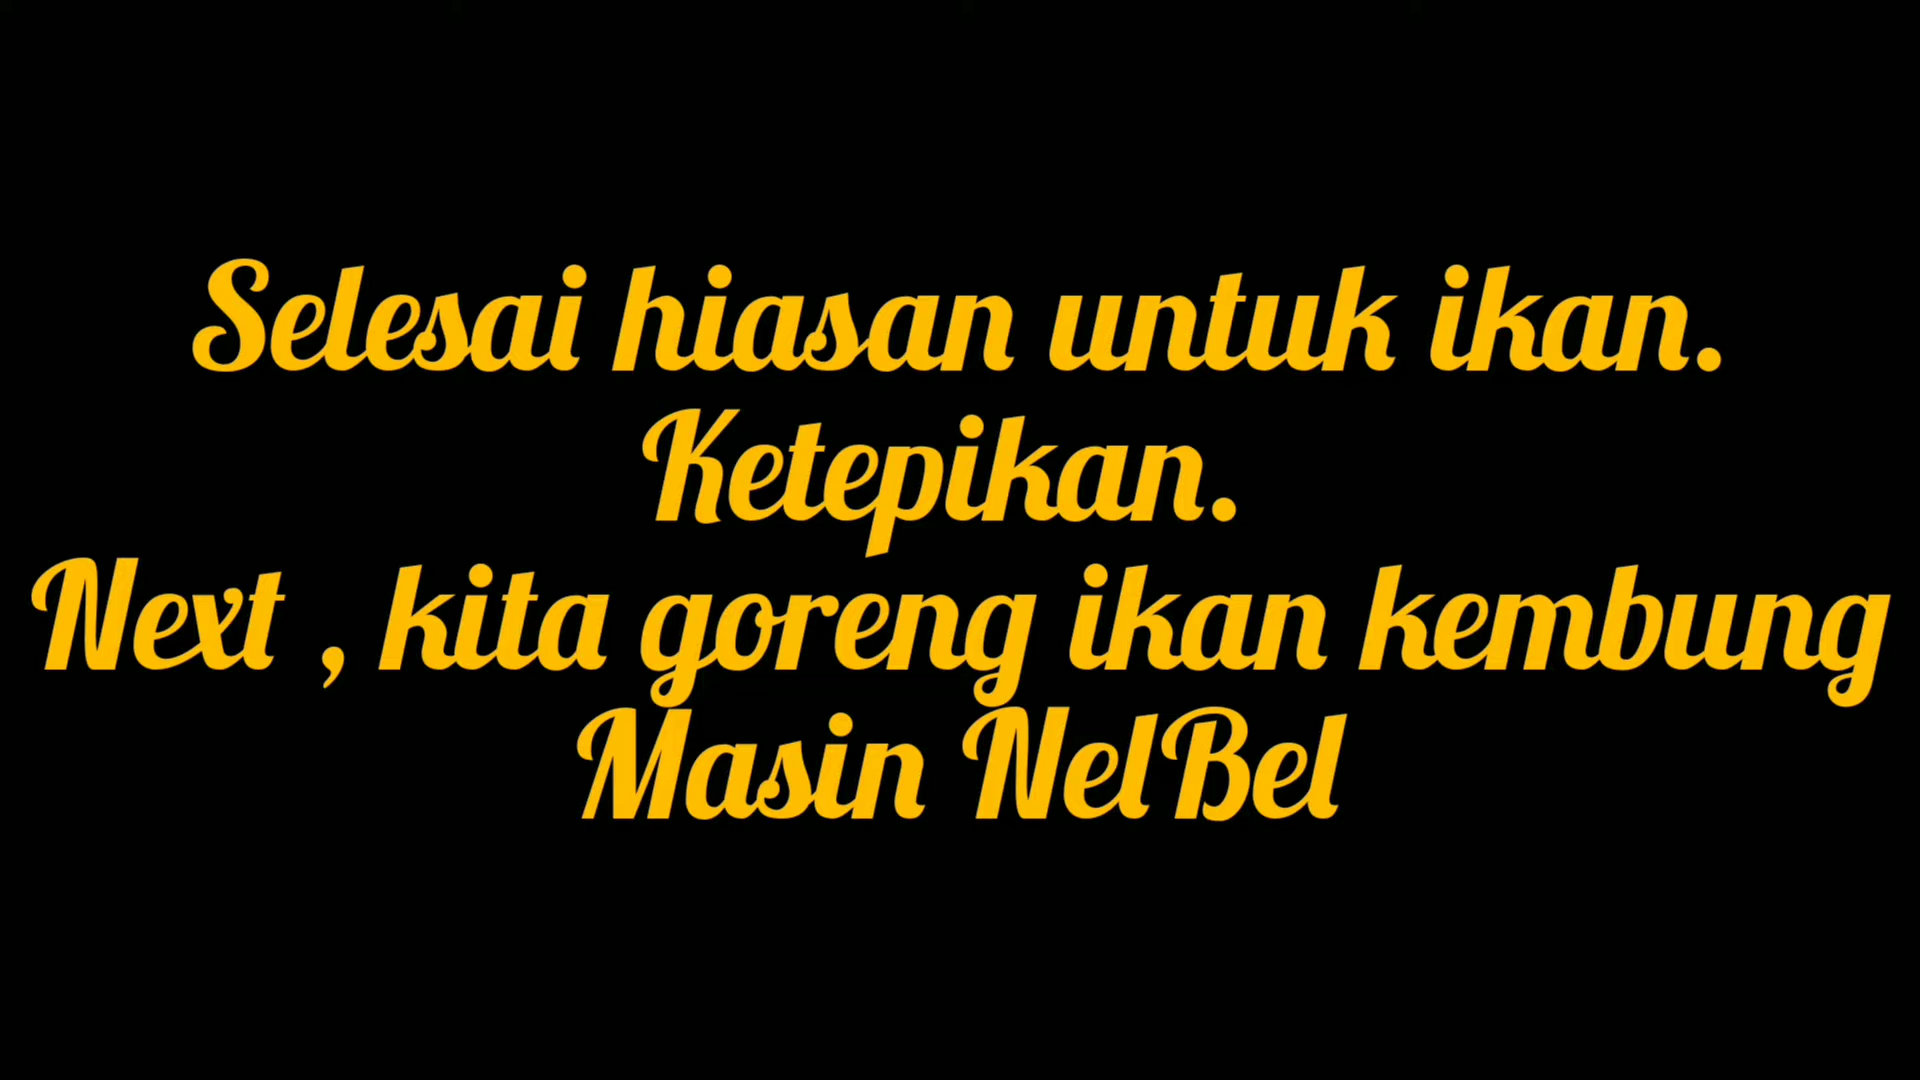 Selesai hiasan untuk ikan.
Ketepikan.
Next , kita goreng ikan kembung
Masin NelBel